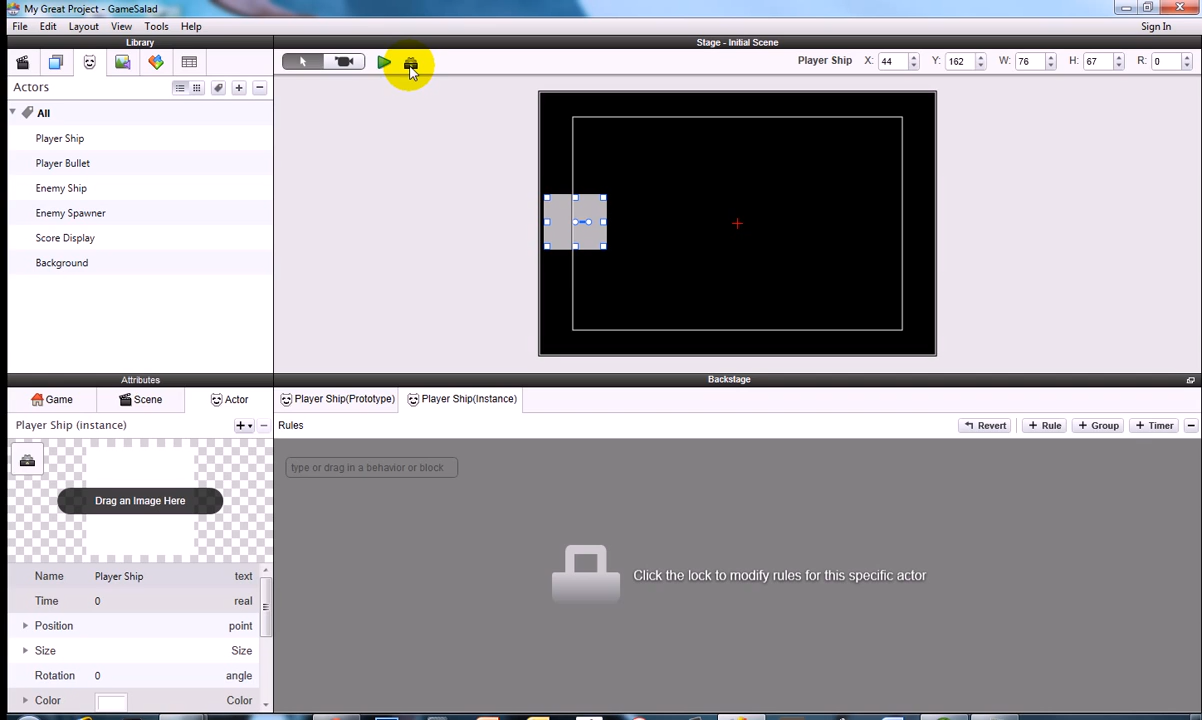 My Great Project - GameSalad
File Edit Layout View Tools Help Sign In
Library
Stage - Initial Scene
Player Ship X: 44 Y: 162 W: 76 H: 67 R: 0
Actors
All
Player Ship
Player Bullet
Enemy Ship
Enemy Spawner
Score Display
Background
Attributes
Backstage
Game Scene Actor
Player Ship(Prototype) Player Ship(Instance)
Player Ship (instance)
Rules
Revert + Rule + Group + Timer
type or drag in a behavior or block
Drag an Image Here
Click the lock to modify rules for this specific actor
Name Player Ship text
Time 0 real
Position point
Size Size
Rotation 0 angle
Color Color